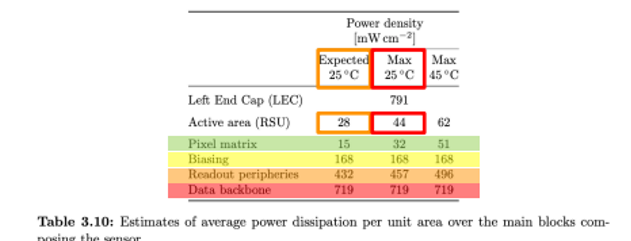 Power density
[mW cm⁻²]
Expected Max Max
25 °C 25 °C 45 °C
Left End Cap (LEC) 791
Active area (RSU) 28 44 62
Pixel matrix 15 32 51
Biasing 168 168 168
Readout peripheries 432 457 496
Data backbone 719 719 719
Table 3.10: Estimates of average power dissipation per unit area over the main blocks com-
posing the sensor